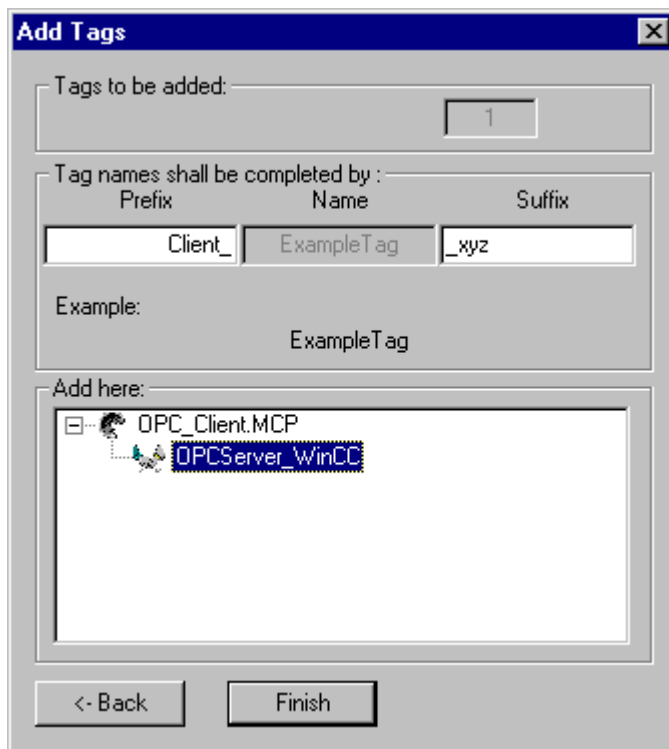 Add Tags
Tags to be added:
1
Tag names shall be completed by :
Prefix Name Suffix
Client_ ExampleTag _xyz
Example:
ExampleTag
Add here:
OPC_Client.MCP
OPCServer_WinCC
<- Back Finish